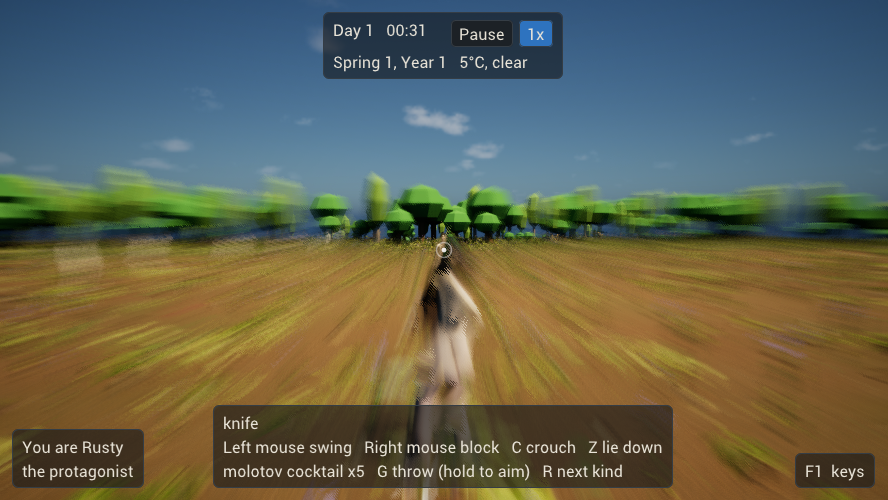 Day 1 00:31 Pause 1x
Spring 1, Year 1 5°C, clear
knife
Left mouse swing Right mouse block C crouch Z lie down
molotov cocktail x5 G throw (hold to aim) R next kind
You are Rusty
the protagonist
F1 keys